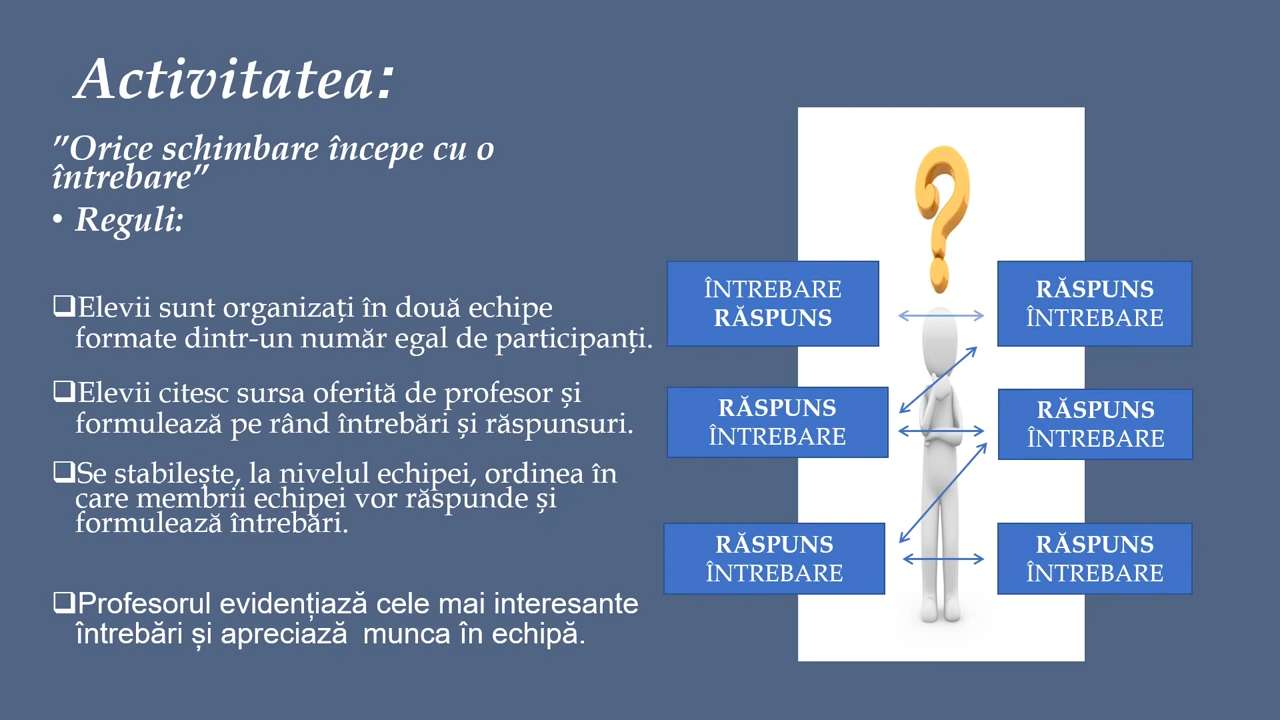 Activitatea:
”Orice schimbare începe cu o
întrebare”
• Reguli:
❑Elevii sunt organizați în două echipe
formate dintr-un număr egal de participanți.
❑Elevii citesc sursa oferită de profesor și
formulează pe rând întrebări și răspunsuri.
❑Se stabilește, la nivelul echipei, ordinea în
care membrii echipei vor răspunde și
formulează întrebări.
❑Profesorul evidențiază cele mai interesante
întrebări și apreciază  munca în echipă.
ÎNTREBARE
RĂSPUNS
RĂSPUNS
ÎNTREBARE
RĂSPUNS
ÎNTREBARE
RĂSPUNS
ÎNTREBARE
RĂSPUNS
ÎNTREBARE
RĂSPUNS
ÎNTREBARE